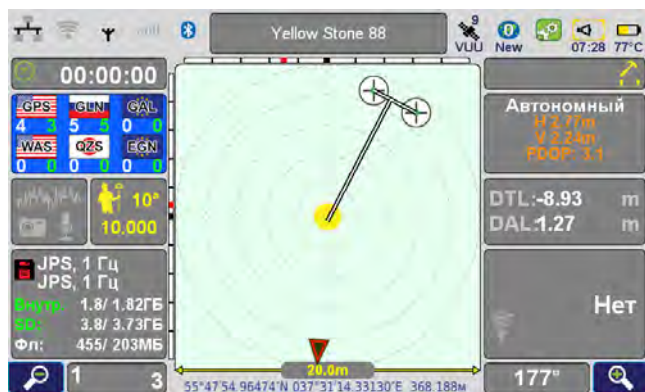 Yellow Stone 88
9
VUU
New
07:28
77°C
00:00:00
GPS GLN GAL
4 3 5 5 0 0
WAS QZS EGN
0 0 0 0 0 0
10ª
10.000
Автономный
H 2.77m
V 2.24m
PDOP: 3.1
DTL:-8.93 m
DAL:1.27 m
JPS, 1 Гц
JPS, 1 Гц
Внутр. 1.8/ 1.82ГБ
SD: 3.8/ 3.73ГБ
Фл: 455/ 203МБ
Нет
1 3
20.0m
177°
55°47'54.96474"N 037°31'14.33130"E 368.188м